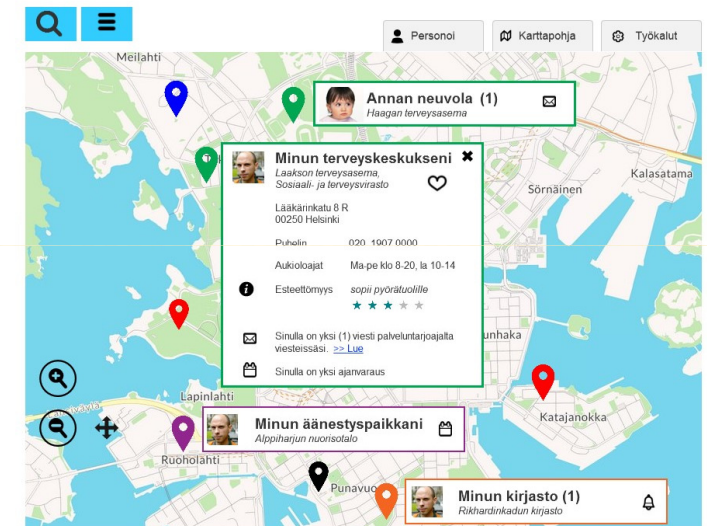 Personoi
Karttapohja
Työkalut
Meilahti
Annan neuvola (1)
Haagan terveysasema
Minun terveyskeskukseni
Laakson terveysasema,
Sosiaali- ja terveysvirasto
Kalasatama
Sörnäinen
Lääkärinkatu 8 R
00250 Helsinki
Puhelin 020 1907 0000
Aukioloajat Ma-pe klo 8-20, la 10-14
Esteettömyys sopii pyörätuolille
Sinulla on yksi (1) viesti palveluntarjoajalta
viesteissäsi. >> Lue
unhaka
Sinulla on yksi ajanvaraus
Lapinlahti
Minun äänestyspaikkani
Alppiharjun nuorisotalo
Katajanokka
Ruoholahti
Punavuo
Minun kirjasto (1)
Rikhardinkadun kirjasto